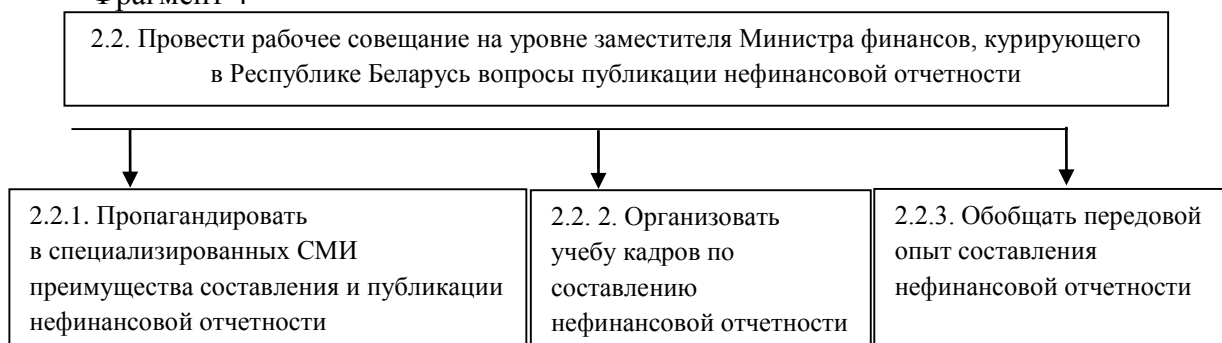 Фрагмент 4
2.2. Провести рабочее совещание на уровне заместителя Министра финансов, курирующего
в Республике Беларусь вопросы публикации нефинансовой отчетности
2.2.1. Пропагандировать
в специализированных СМИ
преимущества составления и публикации
нефинансовой отчетности
2.2. 2. Организовать
учебу кадров по
составлению
нефинансовой отчетности
2.2.3. Обобщать передовой
опыт составления
нефинансовой отчетности